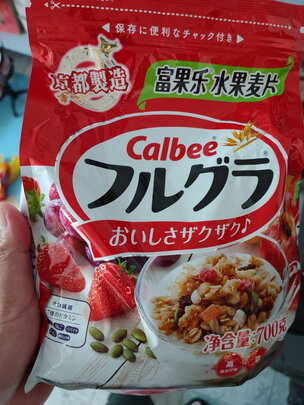 保存に便利なチャック付き
京都製造
富果乐 水果麦片
Calbee
フルグラ
おいしさザクザク♪
净含量:700克